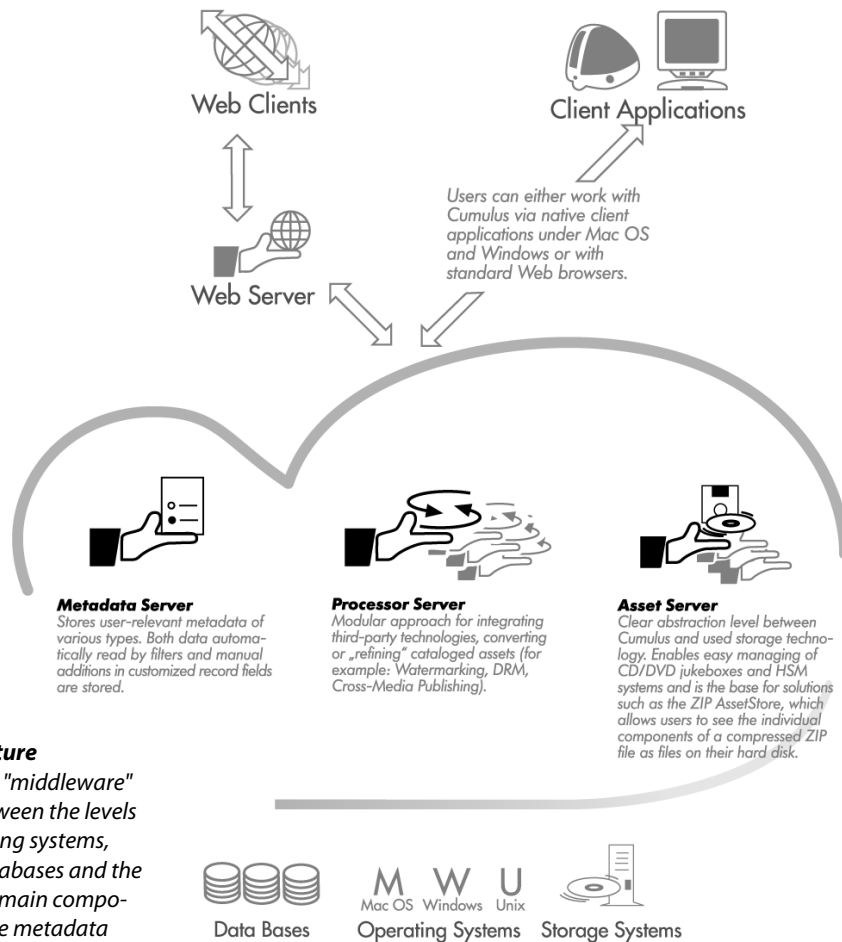 Web Clients
Client Applications
Users can either work with
Cumulus via native client
applications under Mac OS
and Windows or with
standard Web browsers.
Web Server
Metadata Server
Stores user-relevant metadata of
various types. Both data automa-
tically read by filters and manual
additions in customized record fields
are stored.
Processor Server
Modular approach for integrating
third-party technologies, converting
or „refining“ cataloged assets (for
example: Watermarking, DRM,
Cross-Media Publishing).
Asset Server
Clear abstraction level between
Cumulus and used storage techno-
logy. Enables easy managing of
CD/DVD jukeboxes and HSM
systems and is the base for solutions
such as the ZIP AssetStore, which
allows users to see the individual
components of a compressed ZIP
file as files on their hard disk.
ture
"middleware"
ween the levels
ng systems,
abases and the
main compo-
e metadata
Data Bases
M W U
Mac OS Windows Unix
Operating Systems
Storage Systems